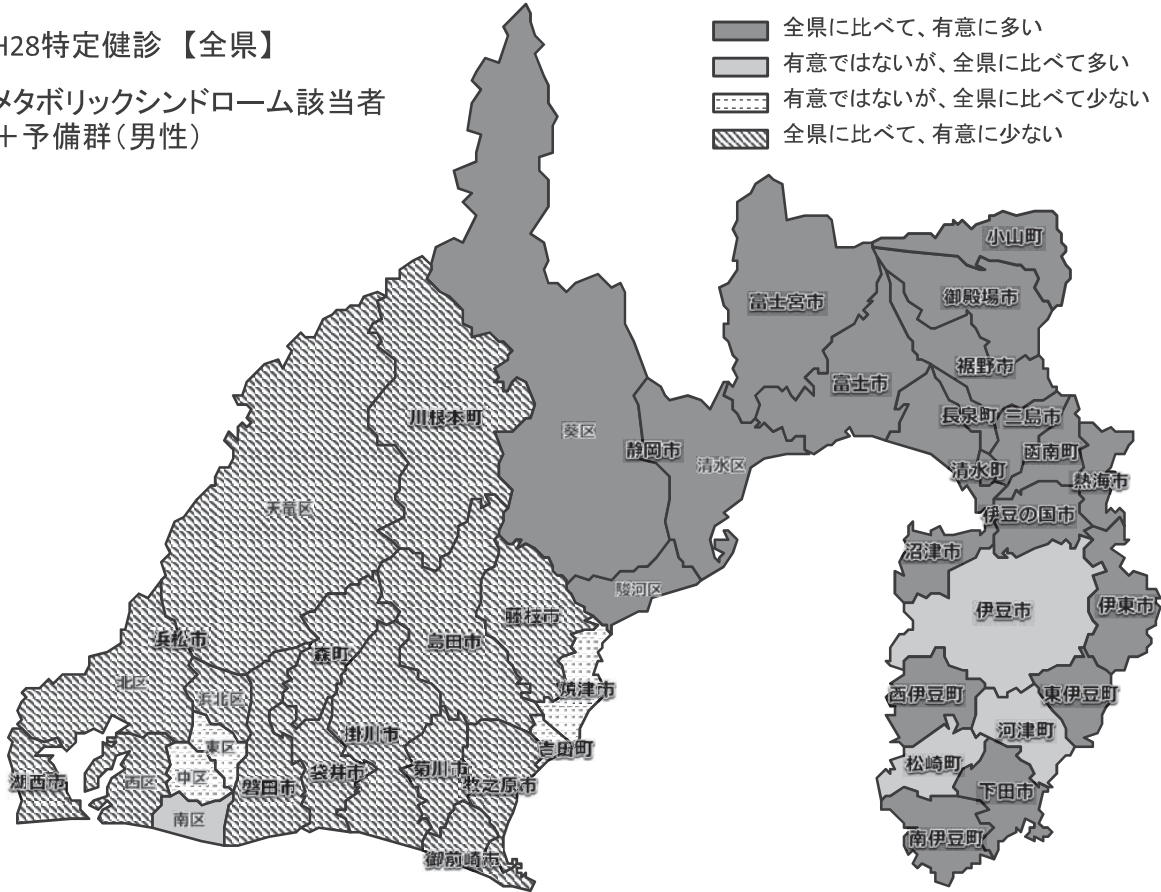 H28特定健診 【全県】
メタボリックシンドローム該当者
＋予備群（男性）
全県に比べて、有意に多い
有意ではないが、全県に比べて多い
有意ではないが、全県に比べて少ない
全県に比べて、有意に少ない
小山町
御殿場市
富士宮市
裾野市
富士市
川根本町
長泉町
三島市
葵区
静岡市
清水区
函南町
清水町
熱海市
天竜区
伊豆の国市
沼津市
駿河区
伊豆市
伊東市
藤枝市
浜松市
島田市
森町
北区
浜北区
焼津市
西伊豆町
東伊豆町
掛川市
河津町
東区
吉田町
松崎町
湖西市
西区
中区
磐田市
袋井市
菊川市
牧之原市
下田市
南区
南伊豆町
御前崎市